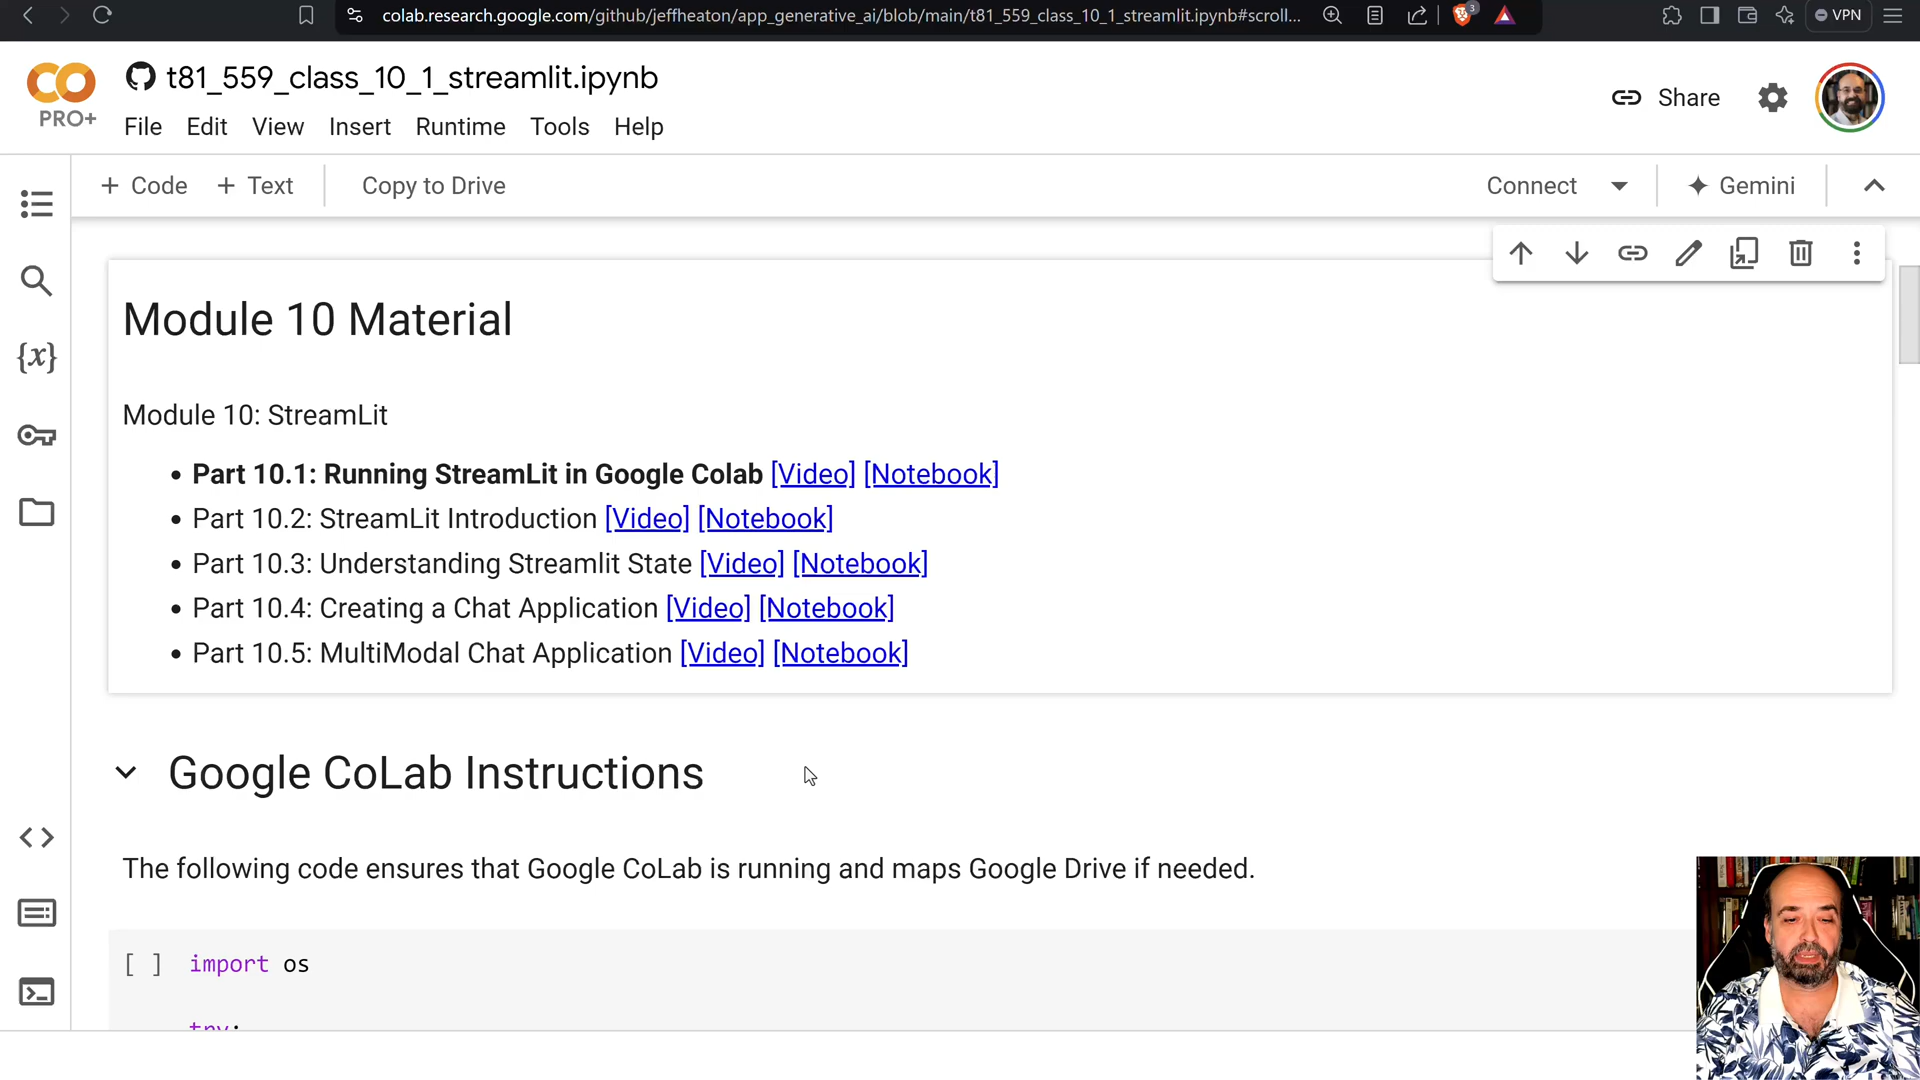 colab.research.google.com/github/jeffheaton/app_generative_ai/blob/main/t81_559_class_10_1_streamlit.ipynb#scroll...
3
VPN
CO
PRO+
t81_559_class_10_1_streamlit.ipynb
Share
File Edit View Insert Runtime Tools Help
+ Code + Text Copy to Drive Connect Gemini
{x}
Module 10 Material
Module 10: StreamLit
• Part 10.1: Running StreamLit in Google Colab [Video] [Notebook]
• Part 10.2: StreamLit Introduction [Video] [Notebook]
• Part 10.3: Understanding Streamlit State [Video] [Notebook]
• Part 10.4: Creating a Chat Application [Video] [Notebook]
• Part 10.5: MultiModal Chat Application [Video] [Notebook]
Google CoLab Instructions
The following code ensures that Google CoLab is running and maps Google Drive if needed.
[ ] import os
try: